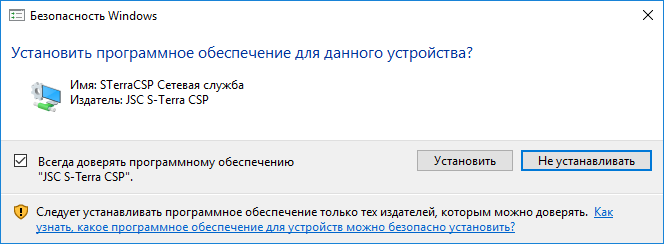 Безопасность Windows
Установить программное обеспечение для данного устройства?
Имя: STerraCSP Сетевая служба
Издатель: JSC S-Terra CSP
Всегда доверять программному обеспечению
"JSC S-Terra CSP".
Установить
Не устанавливать
Следует устанавливать программное обеспечение только тех издателей, которым можно доверять. Как
узнать, какое программное обеспечение для устройств можно безопасно установить?